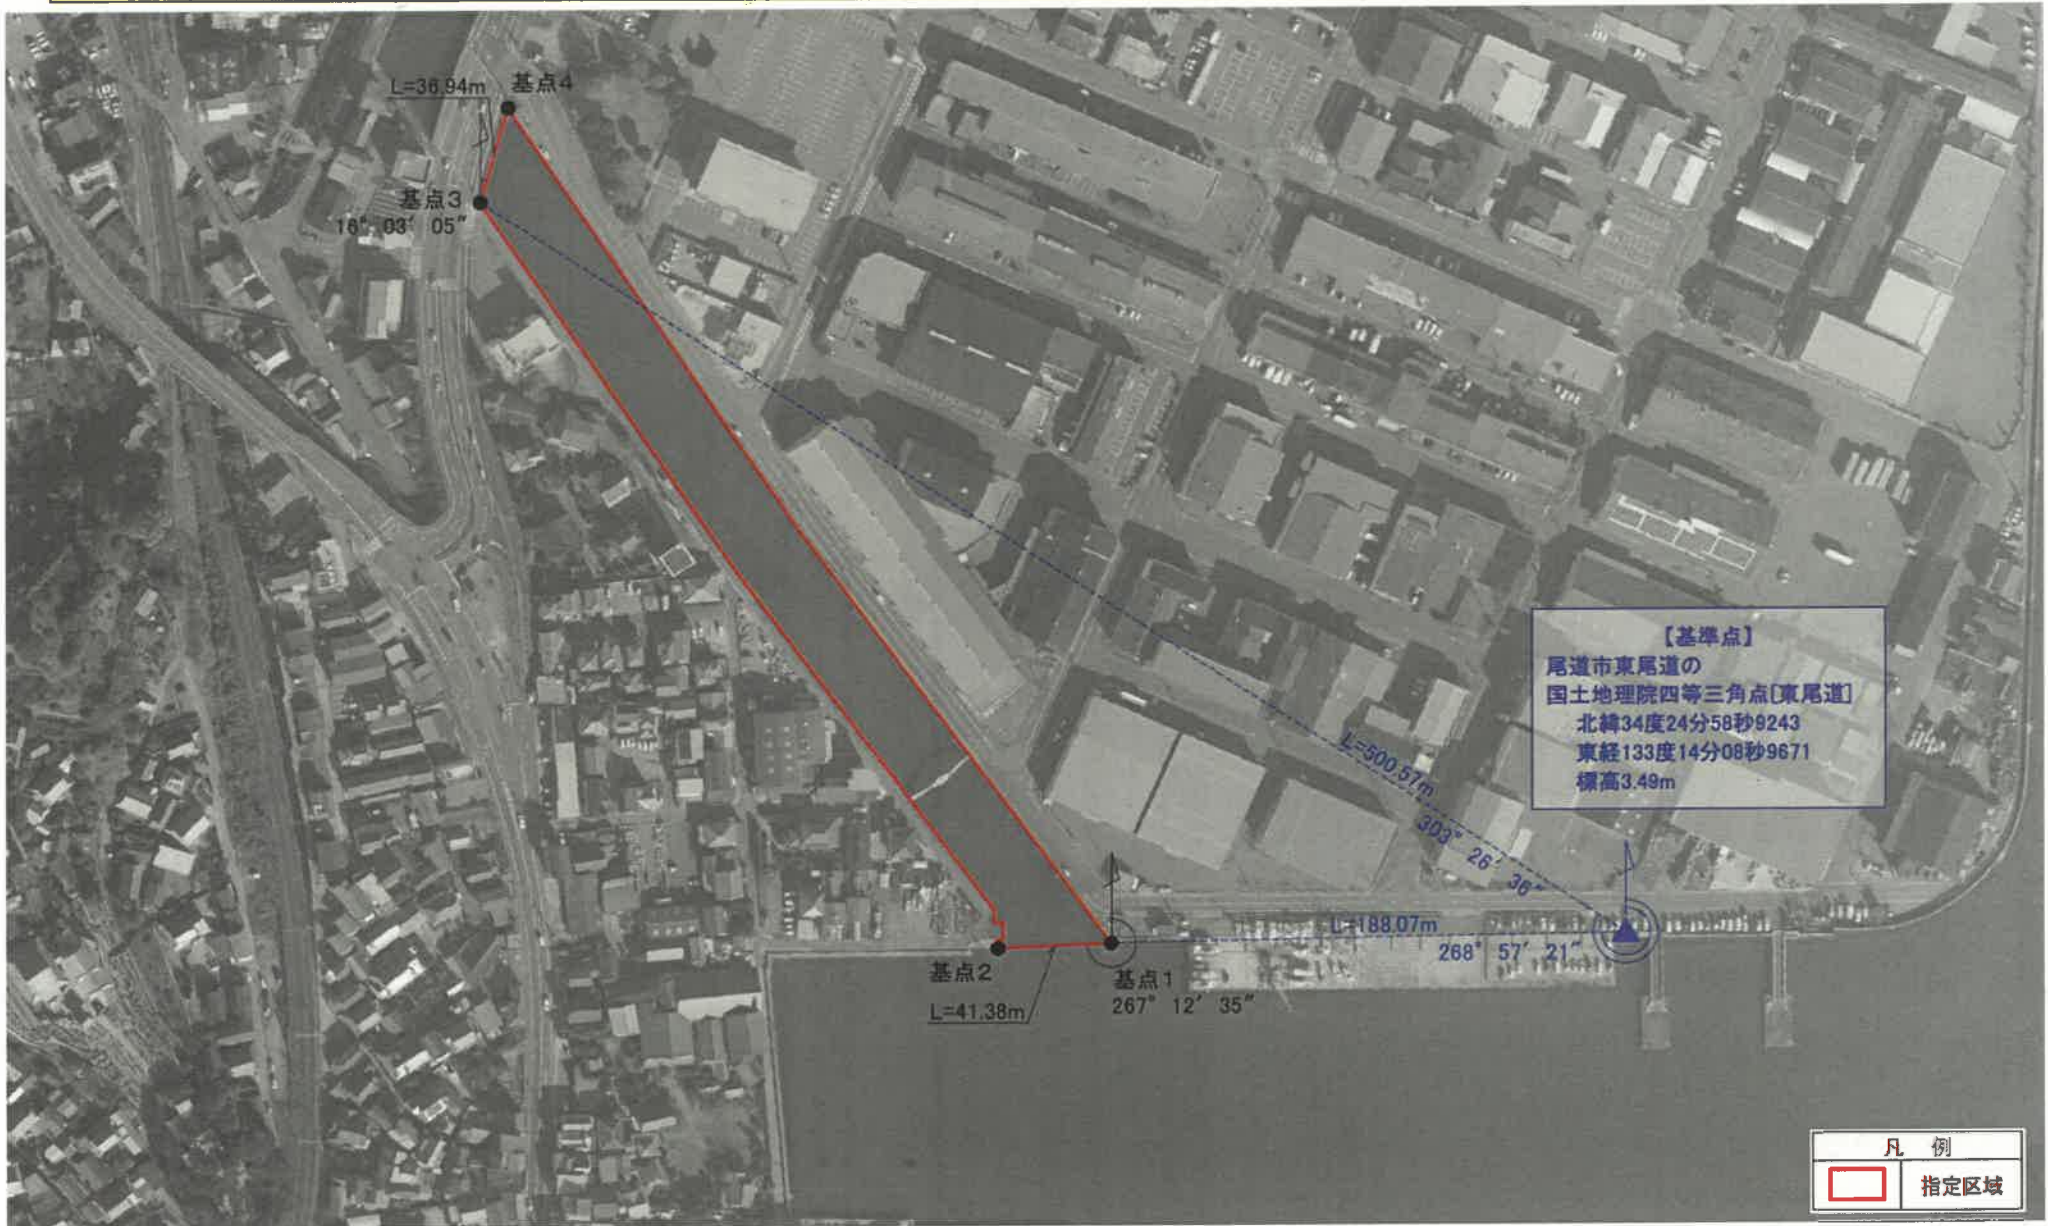 L=36.94m
基点4
基点3
16° 03′ 05″
【基準点】
尾道市東尾道の
国土地理院四等三角点[東尾道]
北緯34度24分58秒9243
東経133度14分08秒9671
標高3.49m
L=500.57m
303° 26′ 36″
L=188.07m
268° 57′ 21″
基点2
基点1
267° 12′ 35″
L=41.38m
凡 例
指定区域